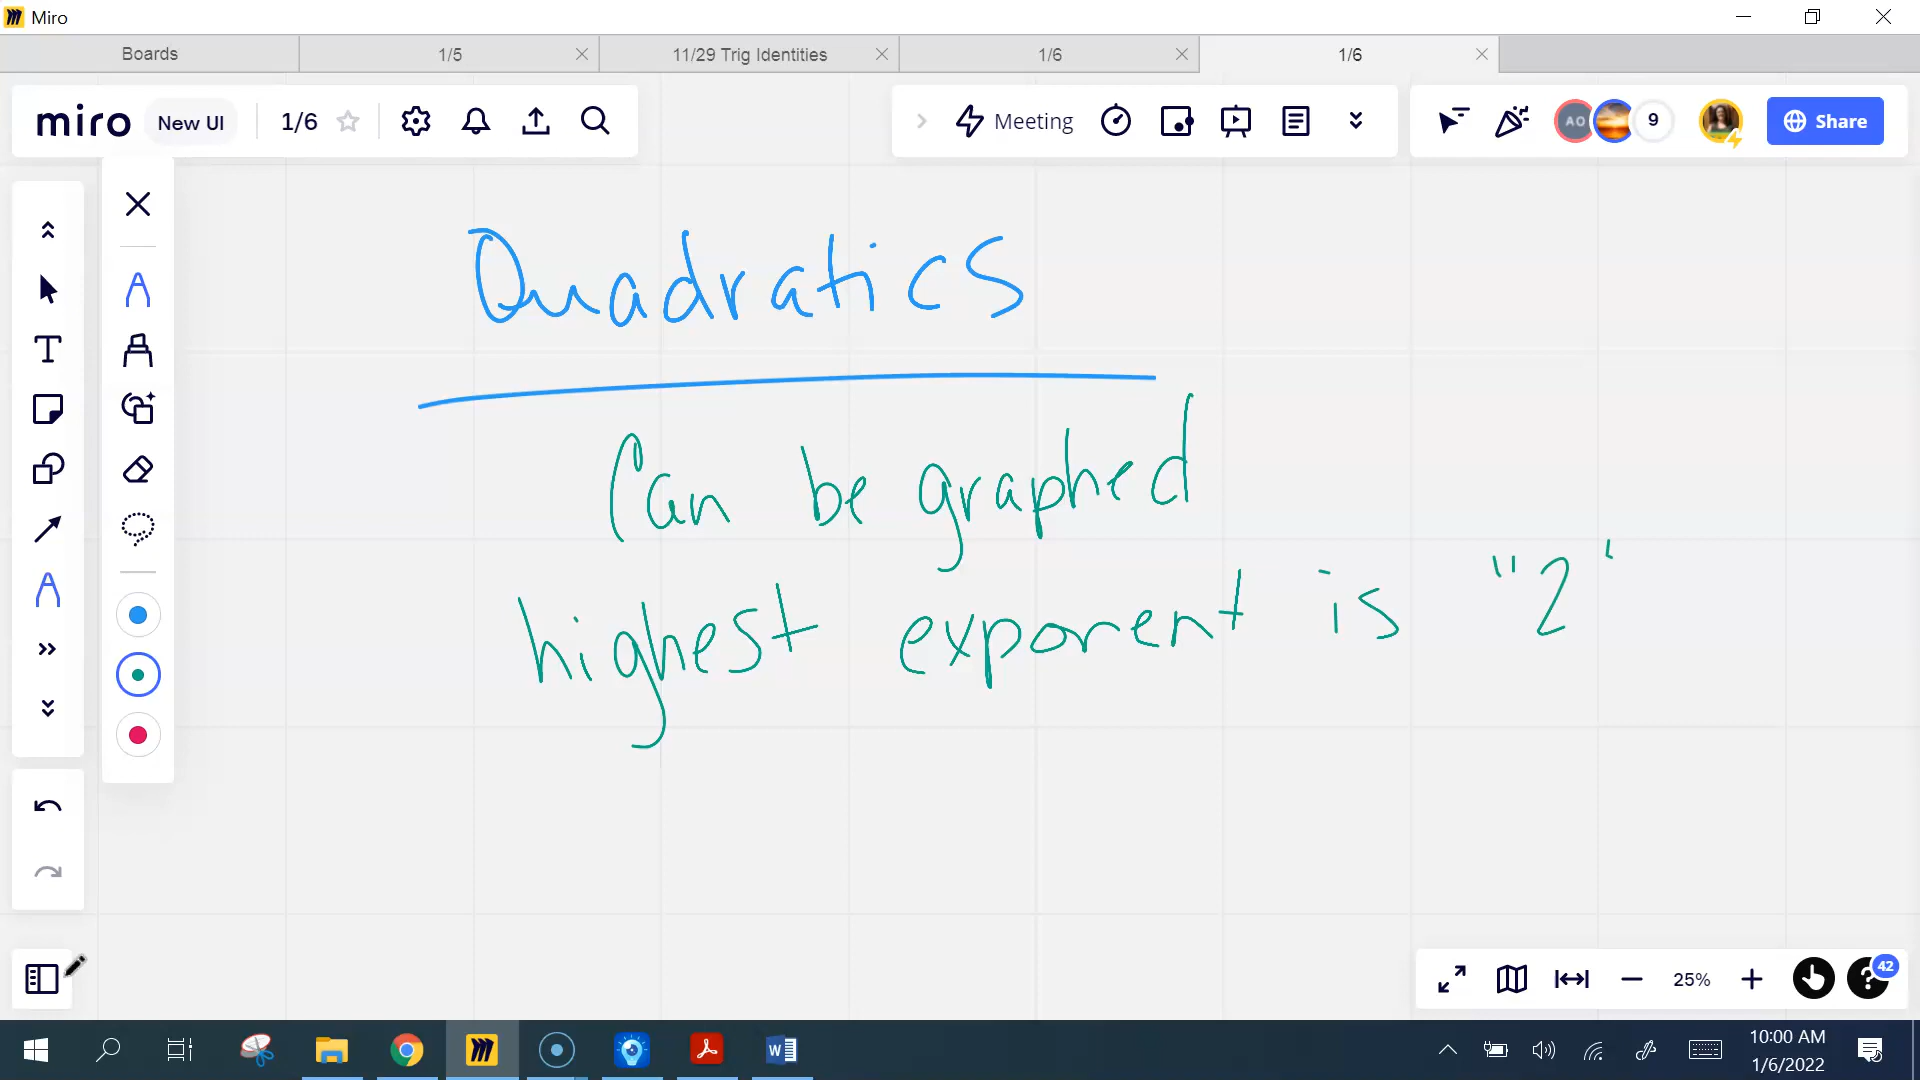 Miro
Boards
1/5
11/29 Trig Identities
1/6
1/6
miro
New UI
1/6
Meeting
AO
9
Share
Quadratics
Can be graphed
highest exponent is "2'
25%
42
10:00 AM
1/6/2022